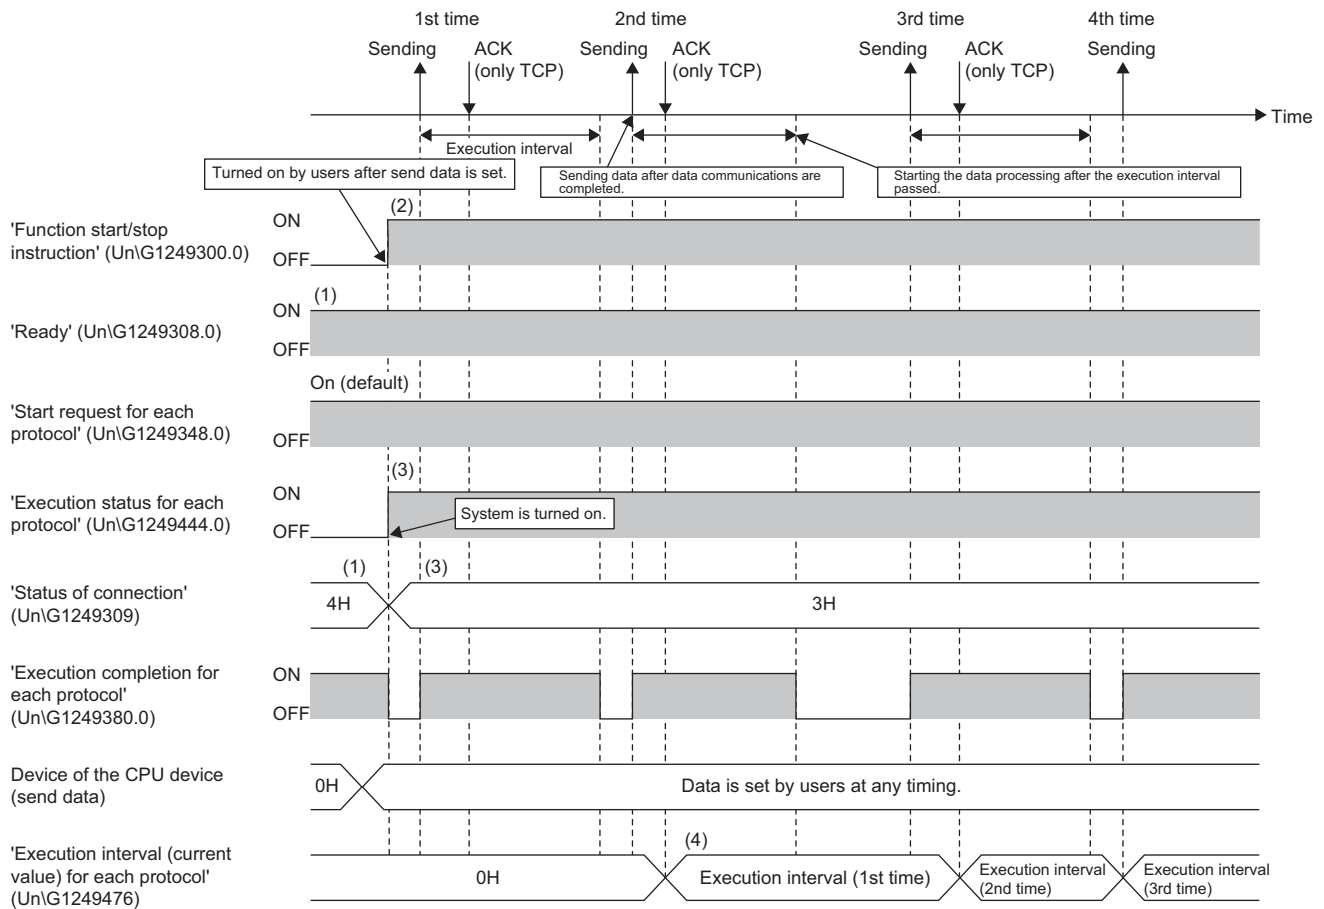 1st time
2nd time
3rd time
4th time
Sending
ACK
(only TCP)
Sending
ACK
(only TCP)
Sending
ACK
(only TCP)
Sending
Time
Execution interval
Turned on by users after send data is set.
Sending data after data communications are
completed.
Starting the data processing after the execution interval
passed.
'Function start/stop
instruction' (Un\G1249300.0)
ON
OFF
(2)
'Ready' (Un\G1249308.0)
(1)
ON
OFF
On (default)
'Start request for each
protocol' (Un\G1249348.0)
OFF
'Execution status for each
protocol' (Un\G1249444.0)
ON
OFF
(3)
System is turned on.
'Status of connection'
(Un\G1249309)
(1)
(3)
4H
3H
'Execution completion for
each protocol'
(Un\G1249380.0)
ON
OFF
Device of the CPU device
(send data)
0H
Data is set by users at any timing.
'Execution interval (current
value) for each protocol'
(Un\G1249476)
0H
(4)
Execution interval (1st time)
Execution interval
(2nd time)
Execution interval
(3rd time)